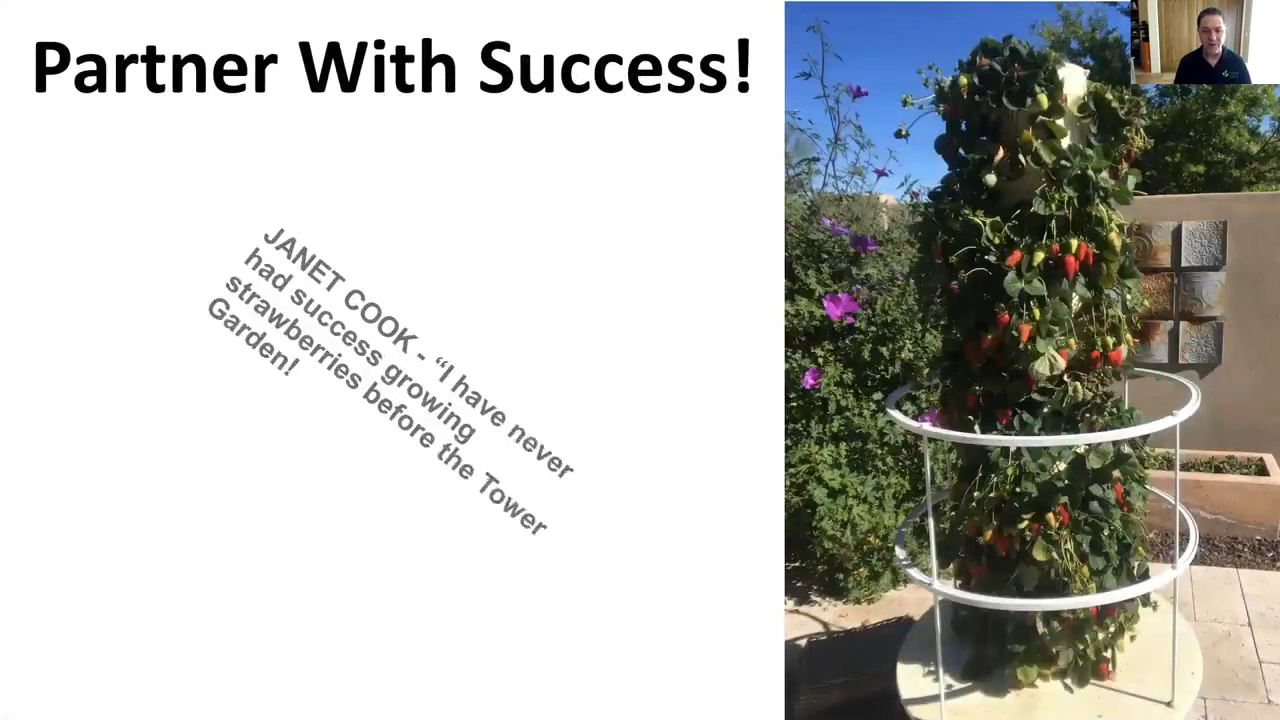 Partner With Success!
JANET COOK - “I have never
had success growing
strawberries before the Tower
Garden!